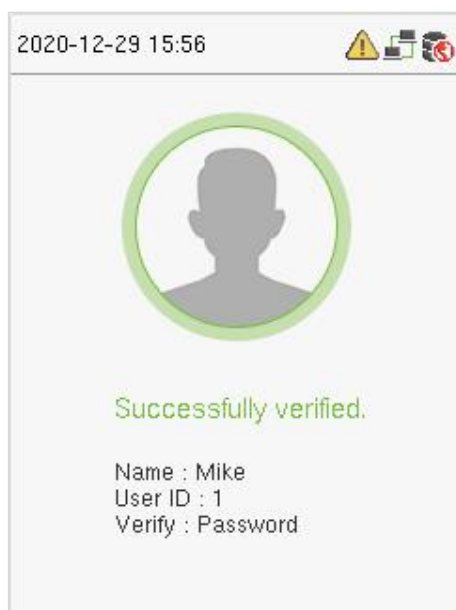 2020-12-29 15:56
Successfully verified.
Name : Mike
User ID : 1
Verify : Password